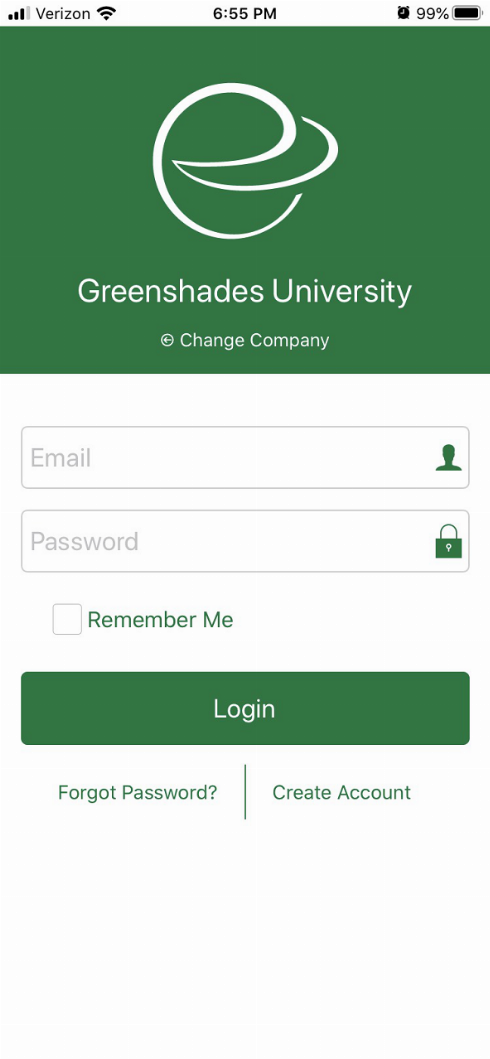 Verizon 6:55 PM 99%
Greenshades University
Change Company
Email
Password
Remember Me
Login
Forgot Password? Create Account